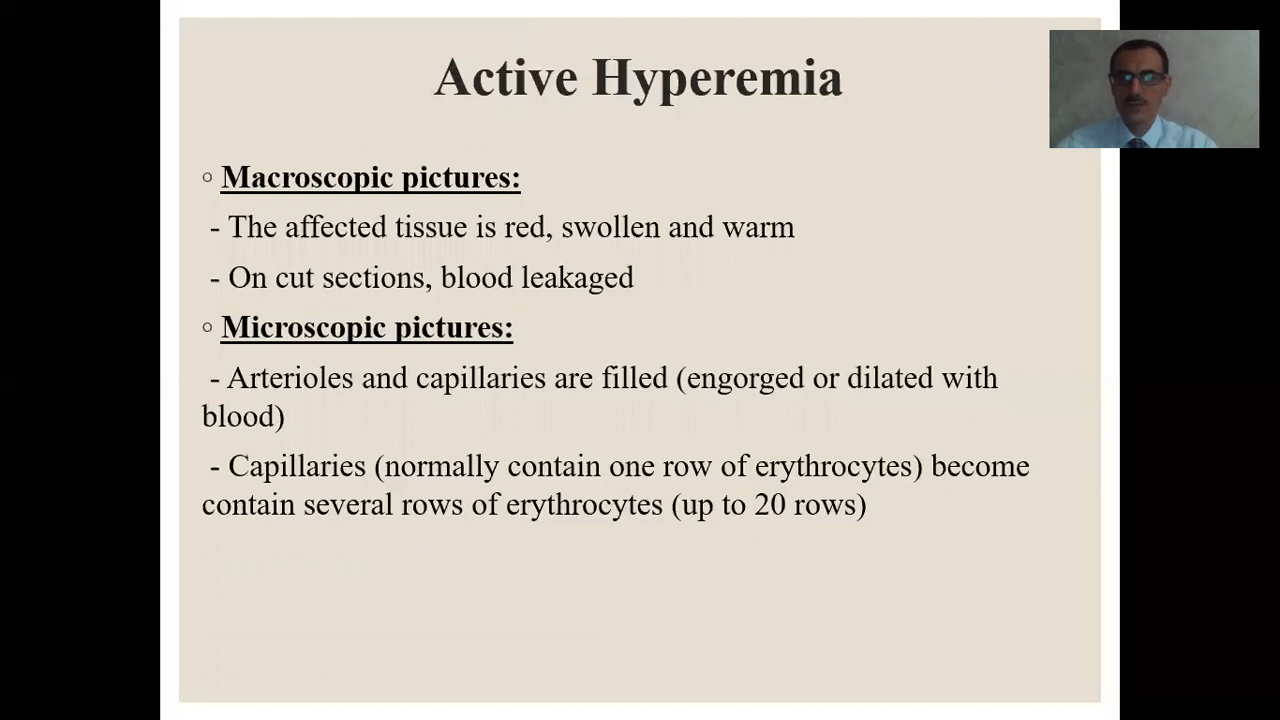 Active Hyperemia
◦ Macroscopic pictures:
- The affected tissue is red, swollen and warm
- On cut sections, blood leakaged
◦ Microscopic pictures:
- Arterioles and capillaries are filled (engorged or dilated with
blood)
- Capillaries (normally contain one row of erythrocytes) become
contain several rows of erythrocytes (up to 20 rows)